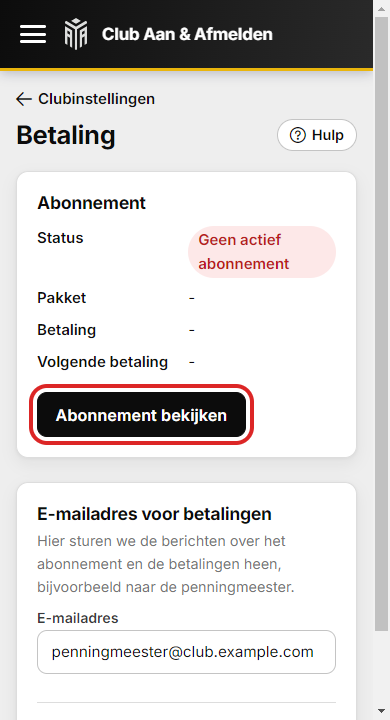 Club Aan & Afmelden
Clubinstellingen
Betaling
Hulp
Abonnement
Status
Geen actief
abonnement
Pakket -
Betaling -
Volgende betaling -
Abonnement bekijken
E-mailadres voor betalingen
Hier sturen we de berichten over het
abonnement en de betalingen heen,
bijvoorbeeld naar de penningmeester.
E-mailadres
penningmeester@club.example.com